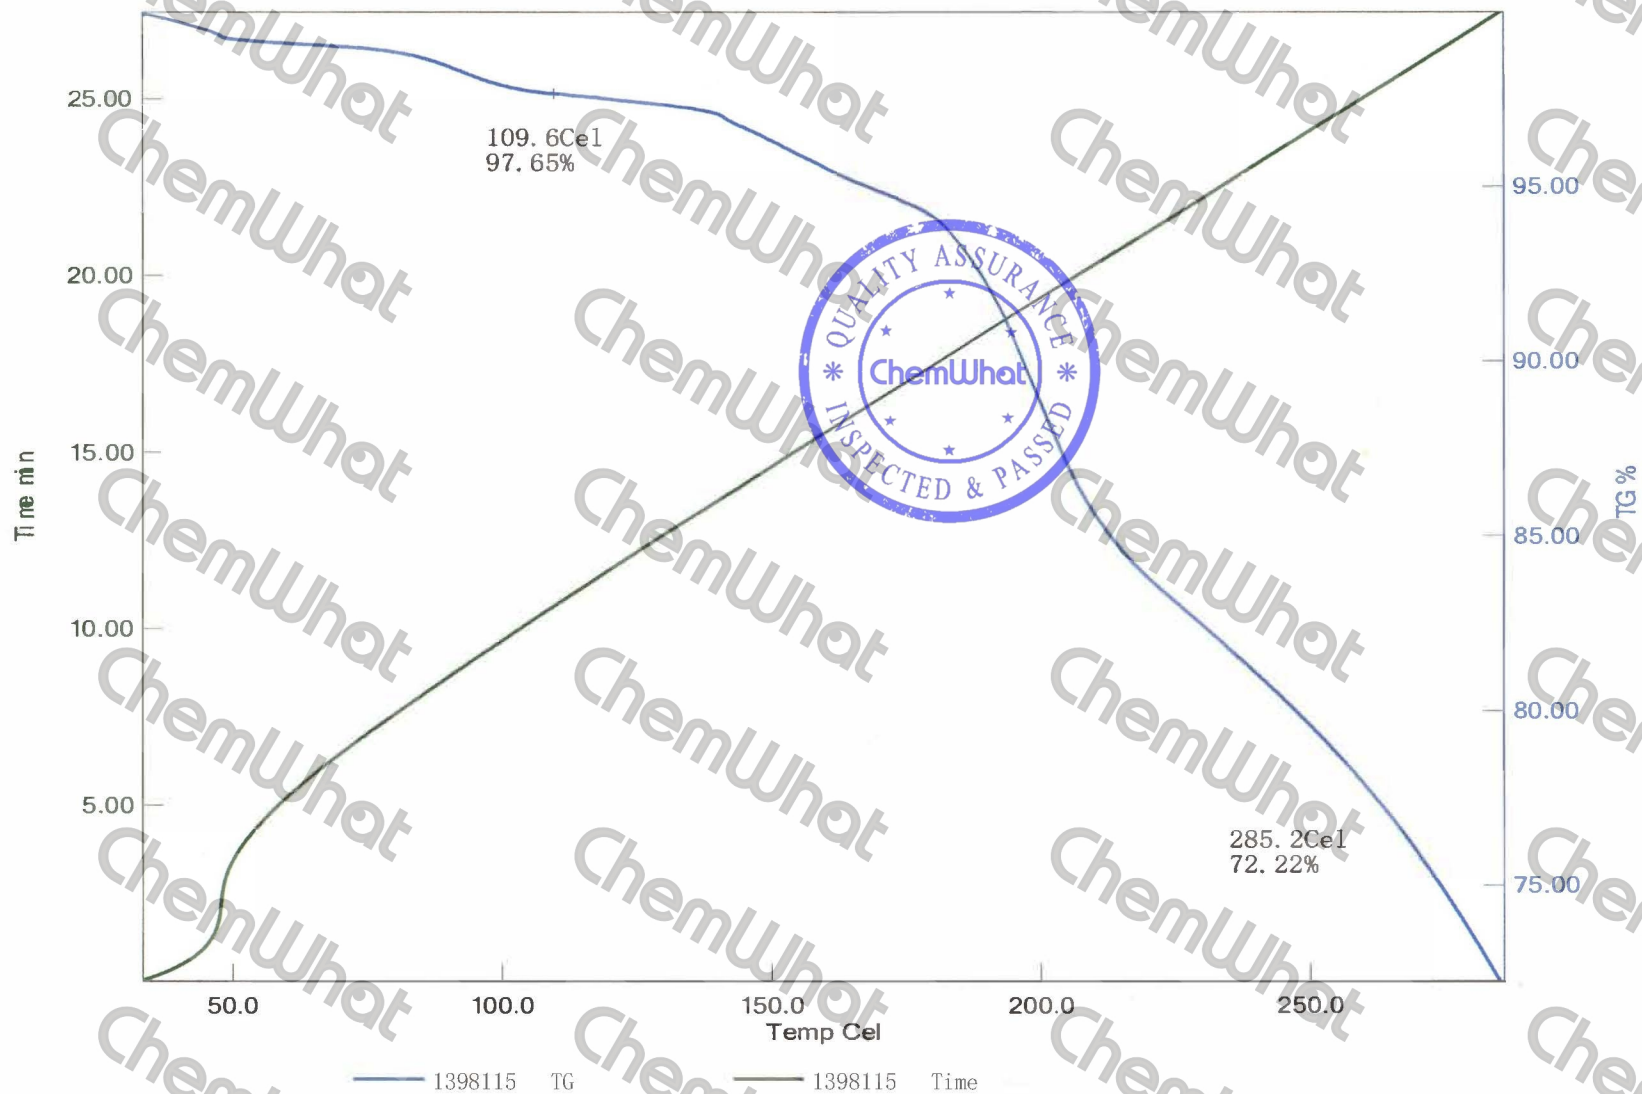 25.00
20.00
15.00
10.00
5.00
Time min
109.6Cel
97.65%
95.00
90.00
85.00
80.00
75.00
TG %
QUALITY ASSURANCE
ChemWhat
INSPECTED & PASSED
285.2Cel
72.22%
50.0
100.0
150.0
200.0
250.0
Temp Cel
1398115 TG
1398115 Time
ChemWhat